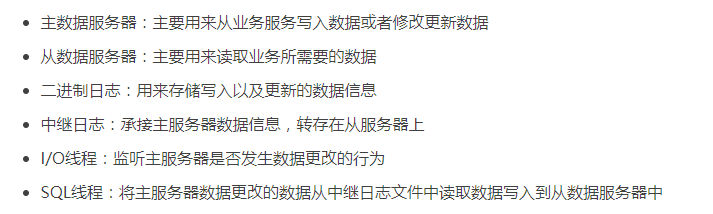 主数据服务器：主要用来从业务服务写入数据或者修改更新数据
从数据服务器：主要用来读取业务所需要的数据
二进制日志：用来存储写入以及更新的数据信息
中继日志：承接主服务器数据信息，转存在从服务器上
I/O线程：监听主服务器是否发生数据更改的行为
SQL线程：将主服务器数据更改的数据从中继日志文件中读取数据写入到从数据服务器中